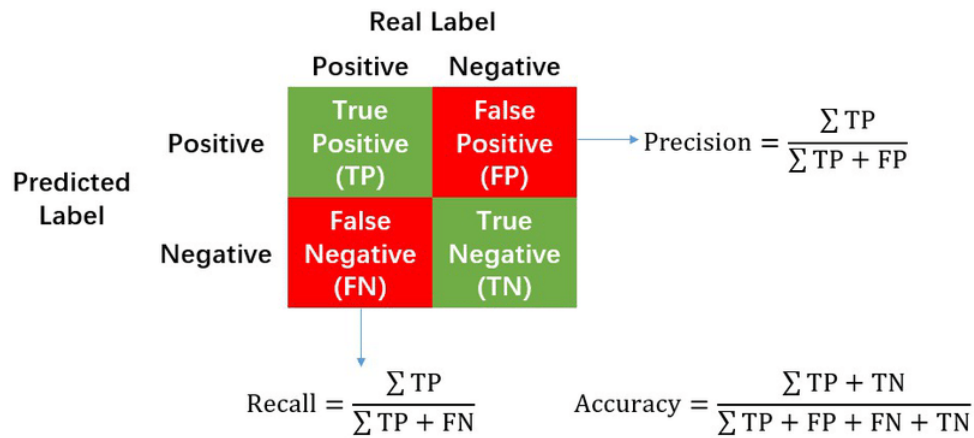 Real Label
Positive Negative
True
Positive
(TP)
False
Positive
(FP)
Positive
Precision = ∑ TP / ∑ TP + FP
Predicted
Label
False
Negative
(FN)
True
Negative
(TN)
Negative
Recall = ∑ TP / ∑ TP + FN
Accuracy = ∑ TP + TN / ∑ TP + FP + FN + TN